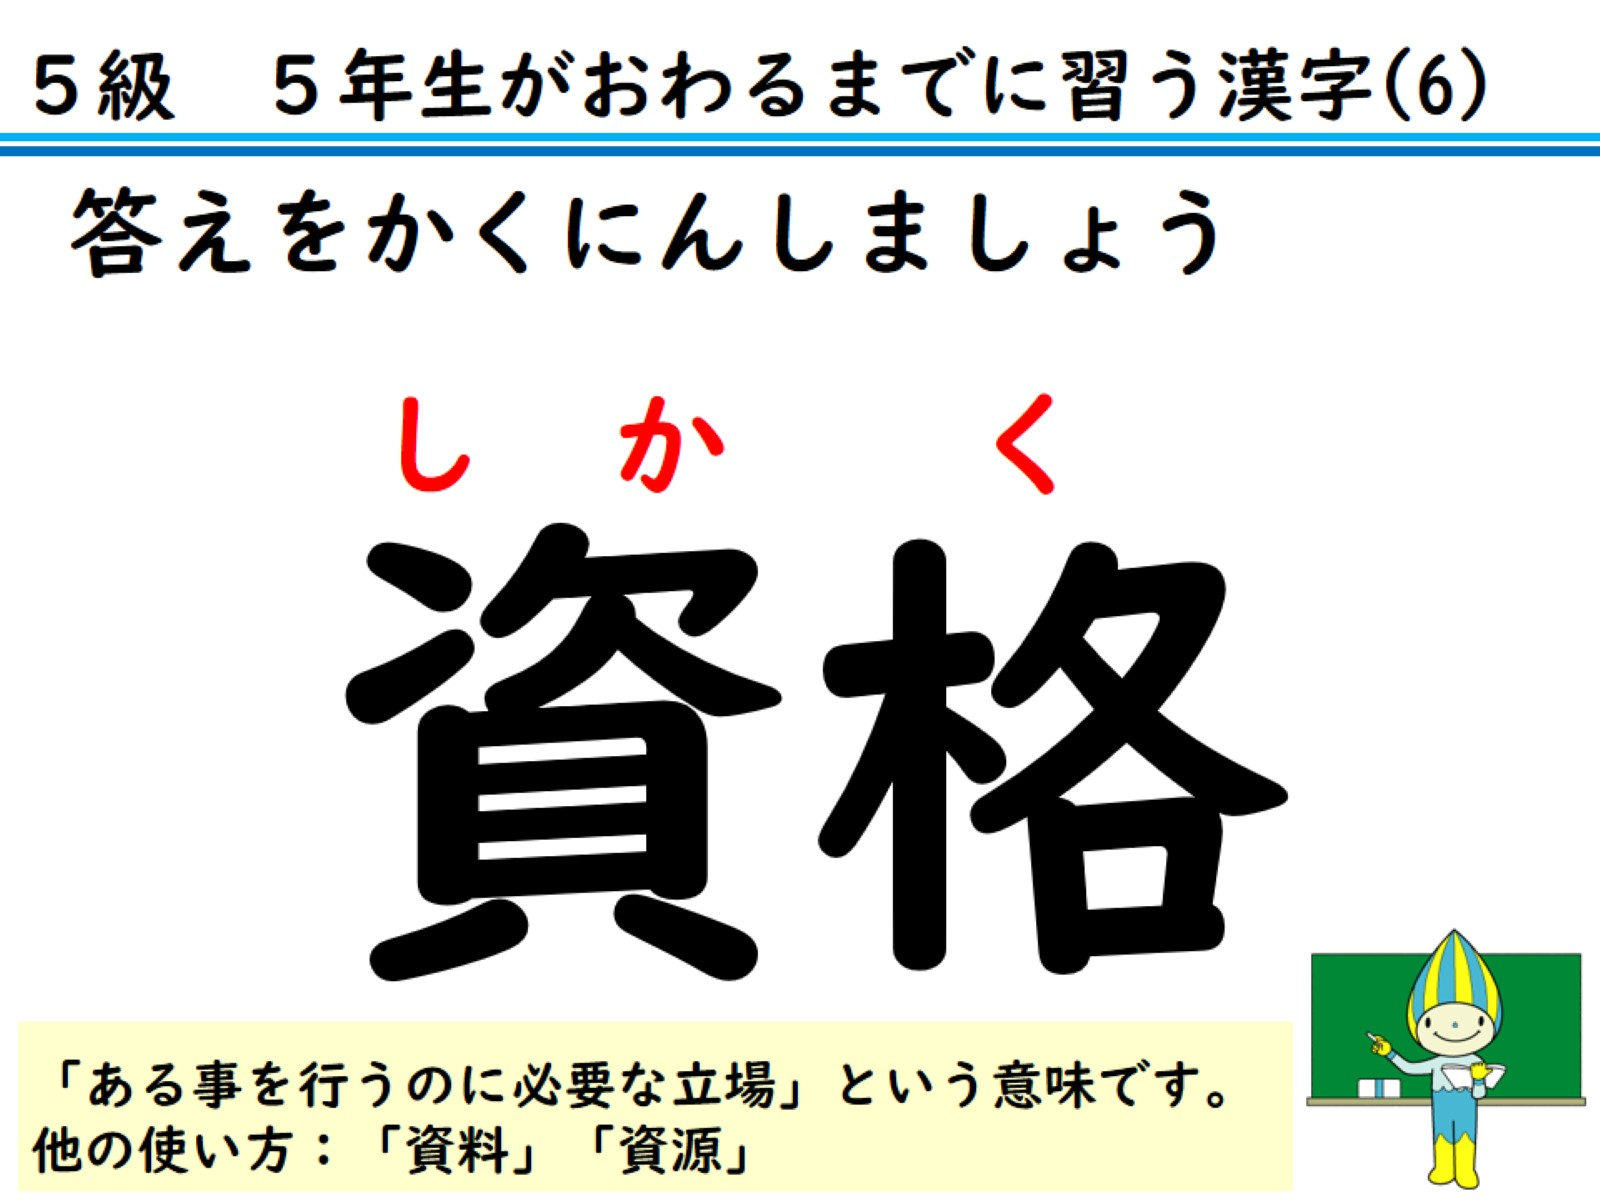 ５級　５年生がおわるまでに習う漢字(6)
答えをかくにんしましょう
しかく
資格
「ある事を行うのに必要な立場」という意味です。
他の使い方：「資料」「資源」